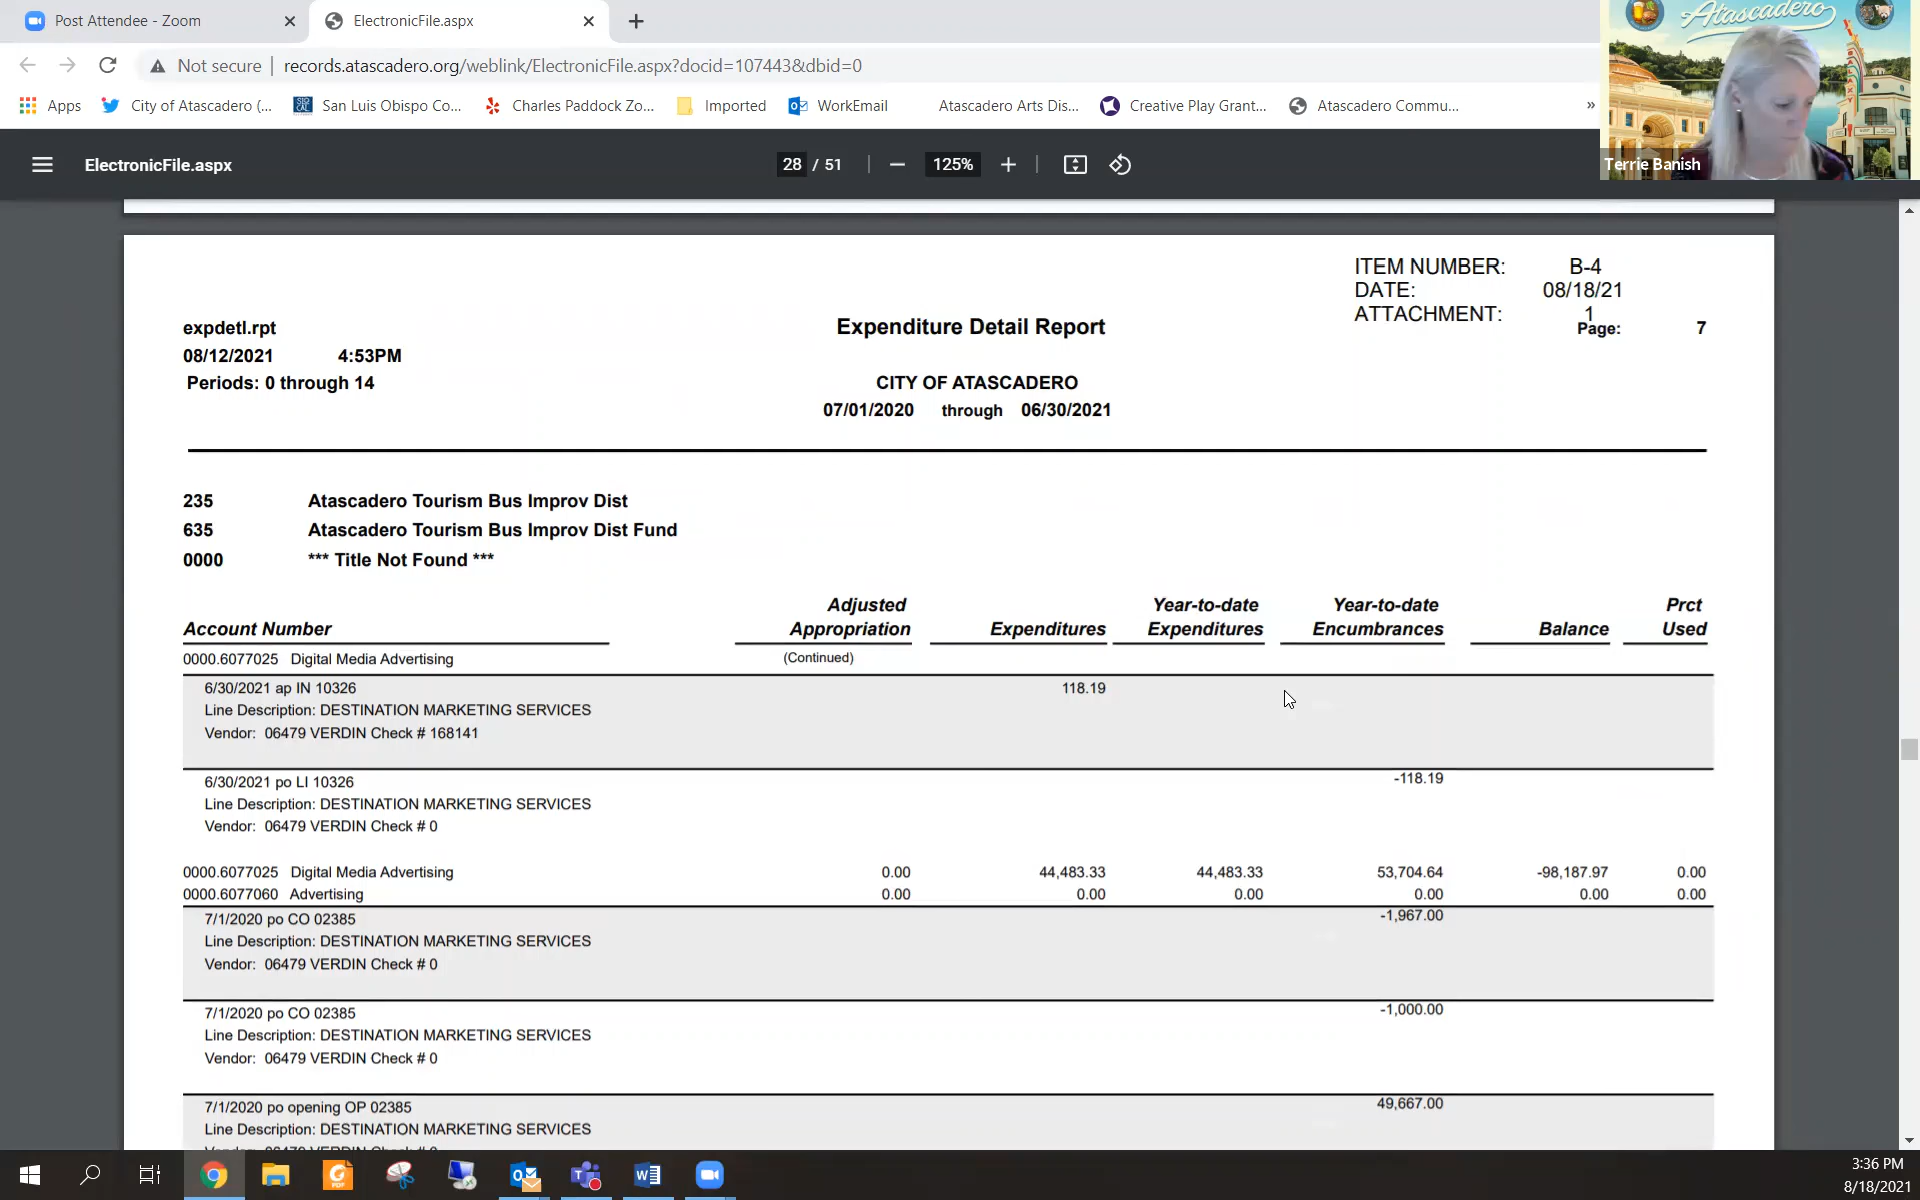 Post Attendee - Zoom
ElectronicFile.aspx
Not secure
records.atascadero.org/weblink/ElectronicFile.aspx?docid=107443&dbid=0
Apps
City of Atascadero (...
San Luis Obispo Co...
Charles Paddock Zo...
Imported
WorkEmail
Atascadero Arts Dis...
Creative Play Grant...
Atascadero Commu...
»
Atascadero
Terrie Banish
ElectronicFile.aspx
28 / 51
125%
ITEM NUMBER: B-4
DATE: 08/18/21
ATTACHMENT: 1
expdetl.rpt
Expenditure Detail Report
Page: 7
08/12/2021 4:53PM
Periods: 0 through 14
CITY OF ATASCADERO
07/01/2020 through 06/30/2021
235 Atascadero Tourism Bus Improv Dist
635 Atascadero Tourism Bus Improv Dist Fund
0000 *** Title Not Found ***
Adjusted Year-to-date Year-to-date Prct
Account Number Appropriation Expenditures Expenditures Encumbrances Balance Used
0000.6077025 Digital Media Advertising (Continued)
6/30/2021 ap IN 10326 118.19
Line Description: DESTINATION MARKETING SERVICES
Vendor: 06479 VERDIN Check # 168141
6/30/2021 po LI 10326 -118.19
Line Description: DESTINATION MARKETING SERVICES
Vendor: 06479 VERDIN Check # 0
0000.6077025 Digital Media Advertising 0.00 44,483.33 44,483.33 53,704.64 -98,187.97 0.00
0000.6077060 Advertising 0.00 0.00 0.00 0.00 0.00 0.00
7/1/2020 po CO 02385 -1,967.00
Line Description: DESTINATION MARKETING SERVICES
Vendor: 06479 VERDIN Check # 0
7/1/2020 po CO 02385 -1,000.00
Line Description: DESTINATION MARKETING SERVICES
Vendor: 06479 VERDIN Check # 0
7/1/2020 po opening OP 02385 49,667.00
Line Description: DESTINATION MARKETING SERVICES
3:36 PM
8/18/2021